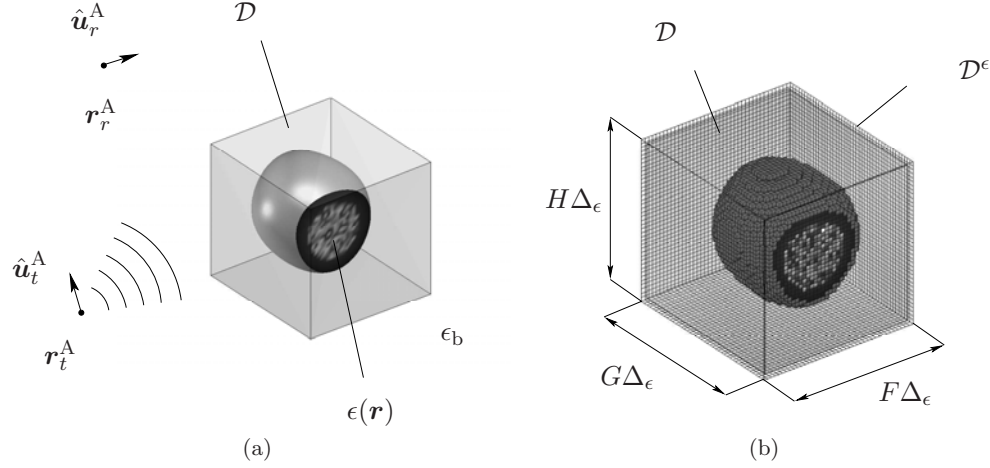 𝒟
û_r^A
r_r^A
û_t^A
r_t^A
ϵ_b
ϵ(r)
(a)
𝒟
𝒟^ϵ
HΔ_ϵ
GΔ_ϵ
FΔ_ϵ
(b)